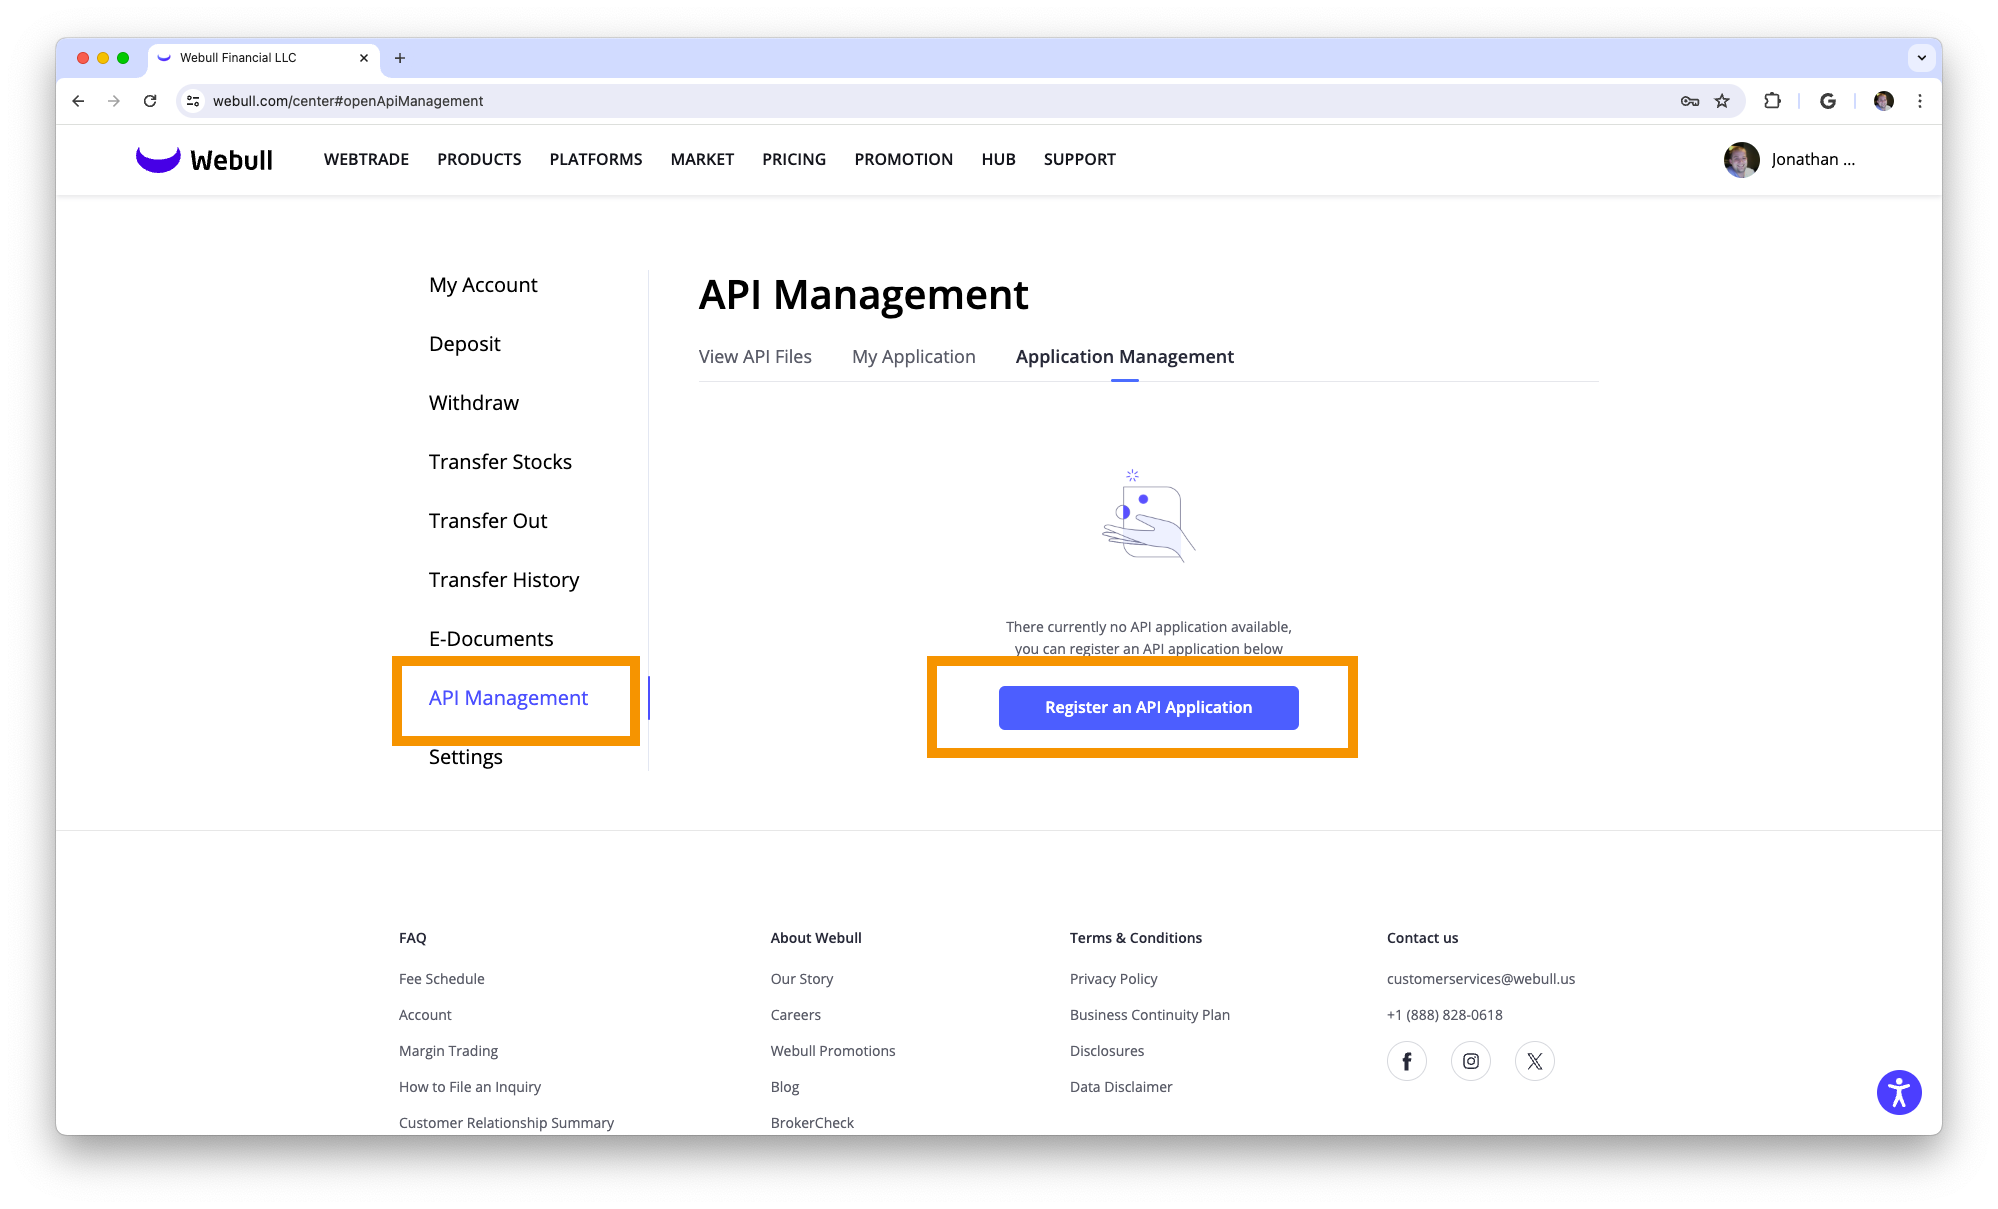 Webull Financial LLC
webull.com/center#openApiManagement
Webull
WEBTRADE PRODUCTS PLATFORMS MARKET PRICING PROMOTION HUB SUPPORT
Jonathan ...
My Account
Deposit
Withdraw
Transfer Stocks
Transfer Out
Transfer History
E-Documents
API Management
Settings
API Management
View API Files My Application Application Management
There currently no API application available,
you can register an API application below
Register an API Application
FAQ
Fee Schedule
Account
Margin Trading
How to File an Inquiry
Customer Relationship Summary
About Webull
Our Story
Careers
Webull Promotions
Blog
BrokerCheck
Terms & Conditions
Privacy Policy
Business Continuity Plan
Disclosures
Data Disclaimer
Contact us
customerservices@webull.us
+1 (888) 828-0618